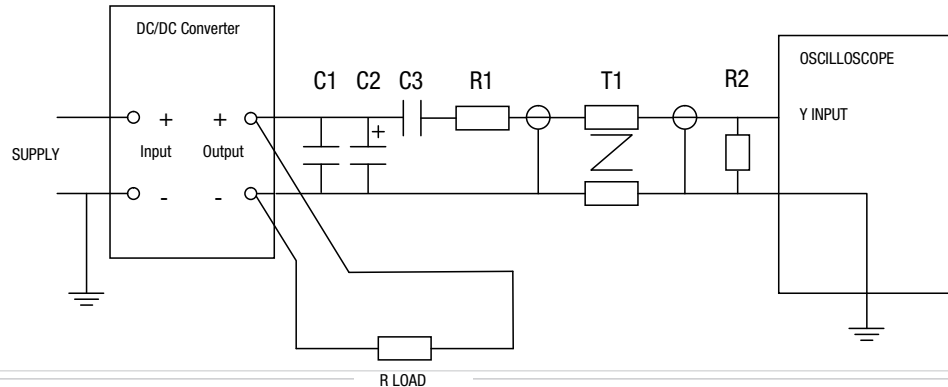 DC/DC Converter
OSCILLOSCOPE
C1 C2 C3 R1 T1 R2
Y INPUT
+ + +
SUPPLY Input Output
- -
R LOAD